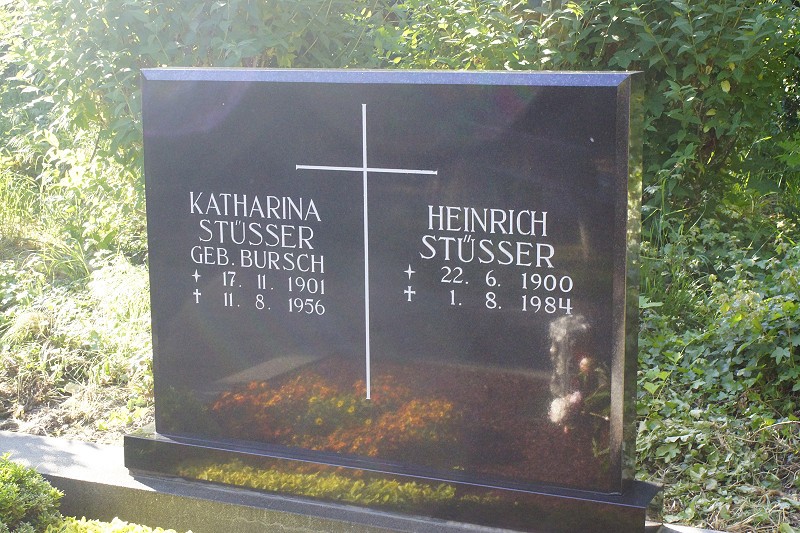 KATHARINA
STÜSSER
GEB. BURSCH
* 17. 11. 1901
† 11. 8. 1956
HEINRICH
STÜSSER
* 22. 6. 1900
† 1. 8. 1984